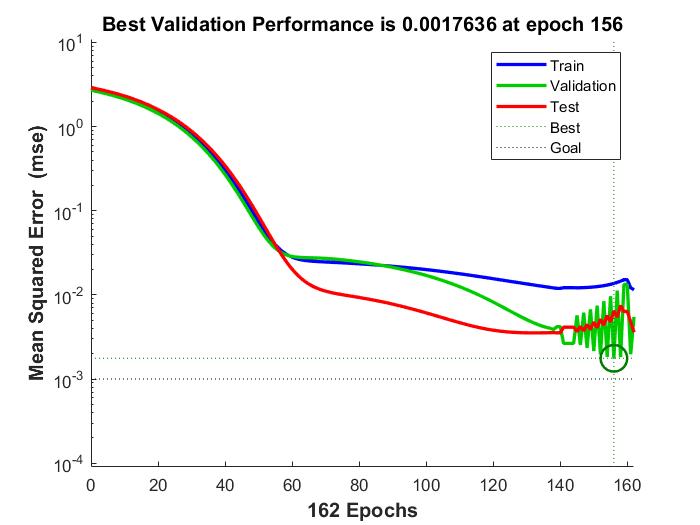 Best Validation Performance is 0.0017636 at epoch 156
10^1
10^0
10^-1
10^-2
10^-3
10^-4
Mean Squared Error (mse)
Train
Validation
Test
Best
Goal
0 20 40 60 80 100 120 140 160
162 Epochs